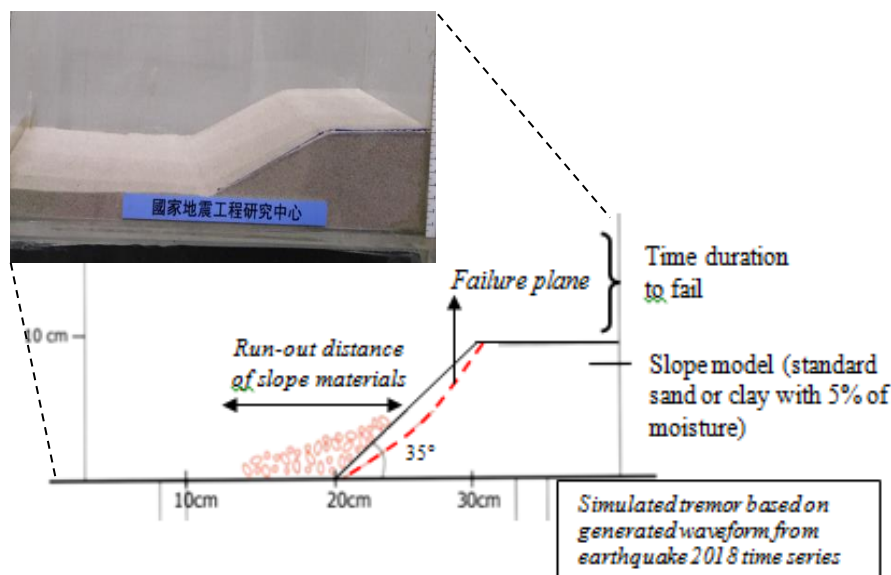 國家地震工程研究中心
Time duration
to fail
Failure plane
10 cm
Run-out distance
of slope materials
Slope model (standard
sand or clay with 5% of
moisture)
35°
10cm
20cm
30cm
Simulated tremor based on
generated waveform from
earthquake 2018 time series